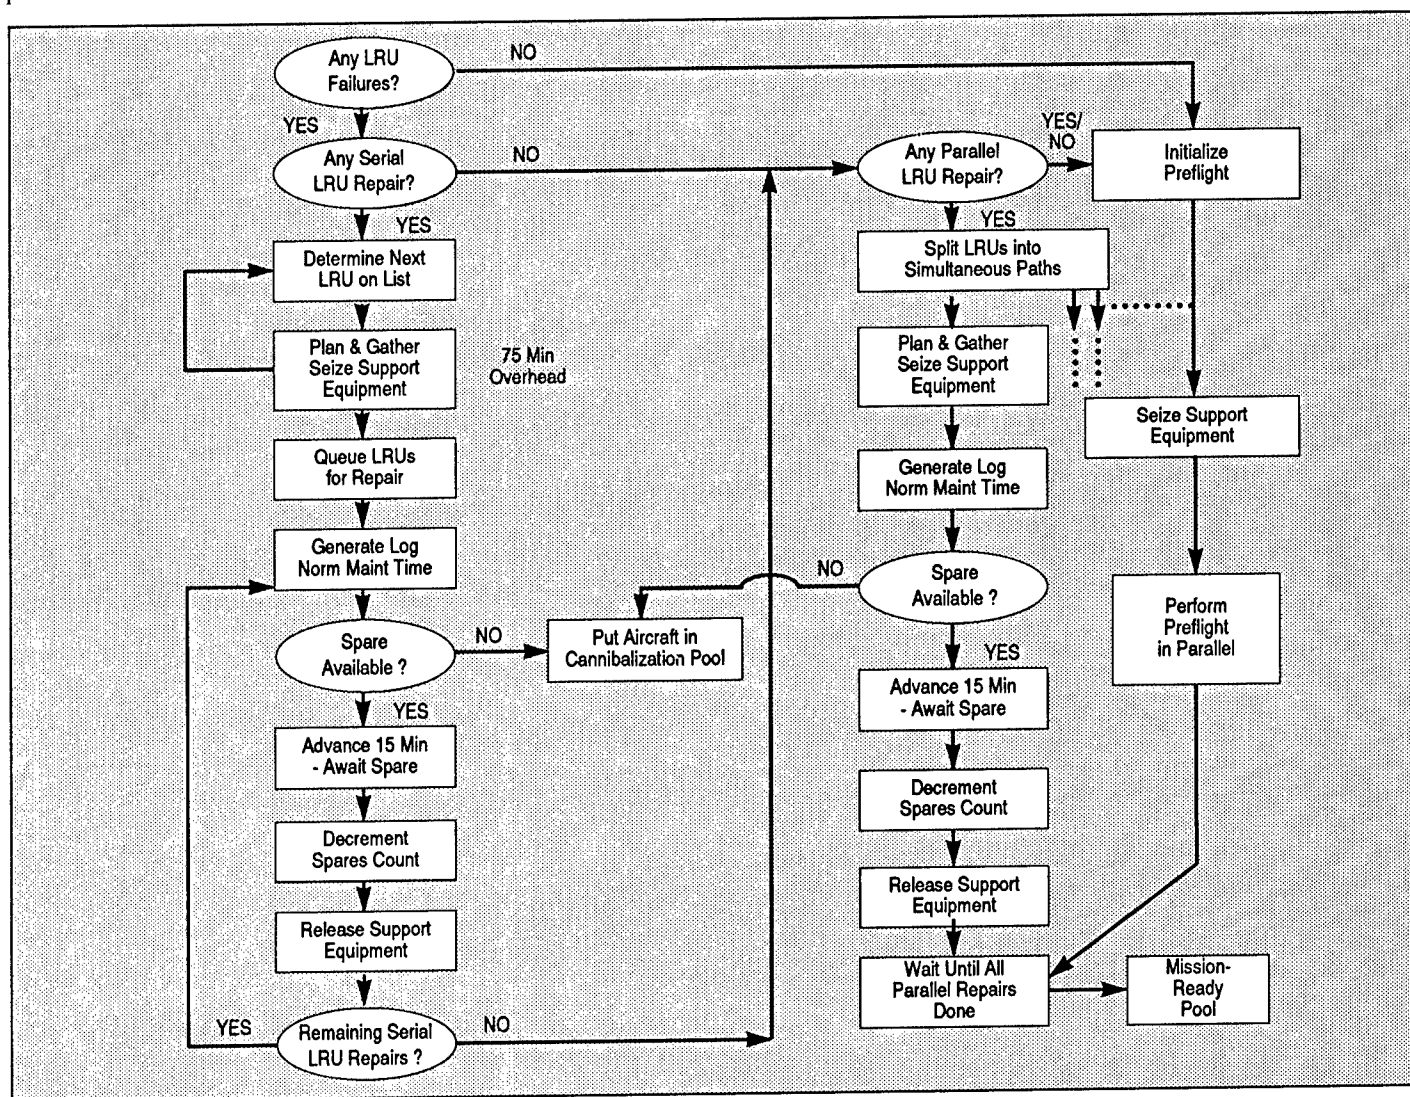 Any LRU
Failures?
NO
YES
Any Serial
LRU Repair?
NO
YES
Determine Next
LRU on List
Plan & Gather
Seize Support
Equipment
75 Min
Overhead
Queue LRUs
for Repair
Generate Log
Norm Maint Time
Spare
Available ?
NO
Put Aircraft in
Cannibalization Pool
YES
Advance 15 Min
- Await Spare
Decrement
Spares Count
Release Support
Equipment
Remaining Serial
LRU Repairs ?
YES
NO
Any Parallel
LRU Repair?
YES/
NO
Initialize
Preflight
YES
Split LRUs into
Simultaneous Paths
Plan & Gather
Seize Support
Equipment
Generate Log
Norm Maint Time
Spare
Available ?
NO
YES
Advance 15 Min
- Await Spare
Decrement
Spares Count
Release Support
Equipment
Wait Until All
Parallel Repairs
Done
Seize Support
Equipment
Perform
Preflight
in Parallel
Mission-
Ready
Pool